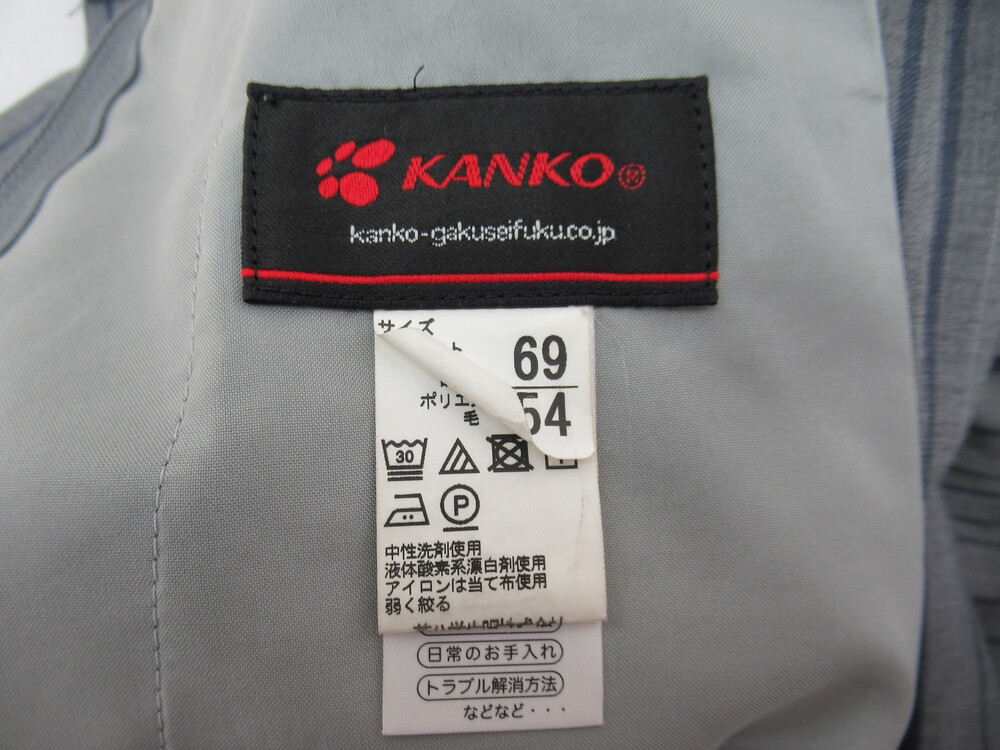 KANKO®
kanko-gakuseifuku.co.jp
サイズ
69
54
ポリエ
毛
30
P
中性洗剤使用
液体酸素系漂白剤使用
アイロンは当て布使用
弱く絞る
日常のお手入れ
トラブル解消方法
などなど・・・